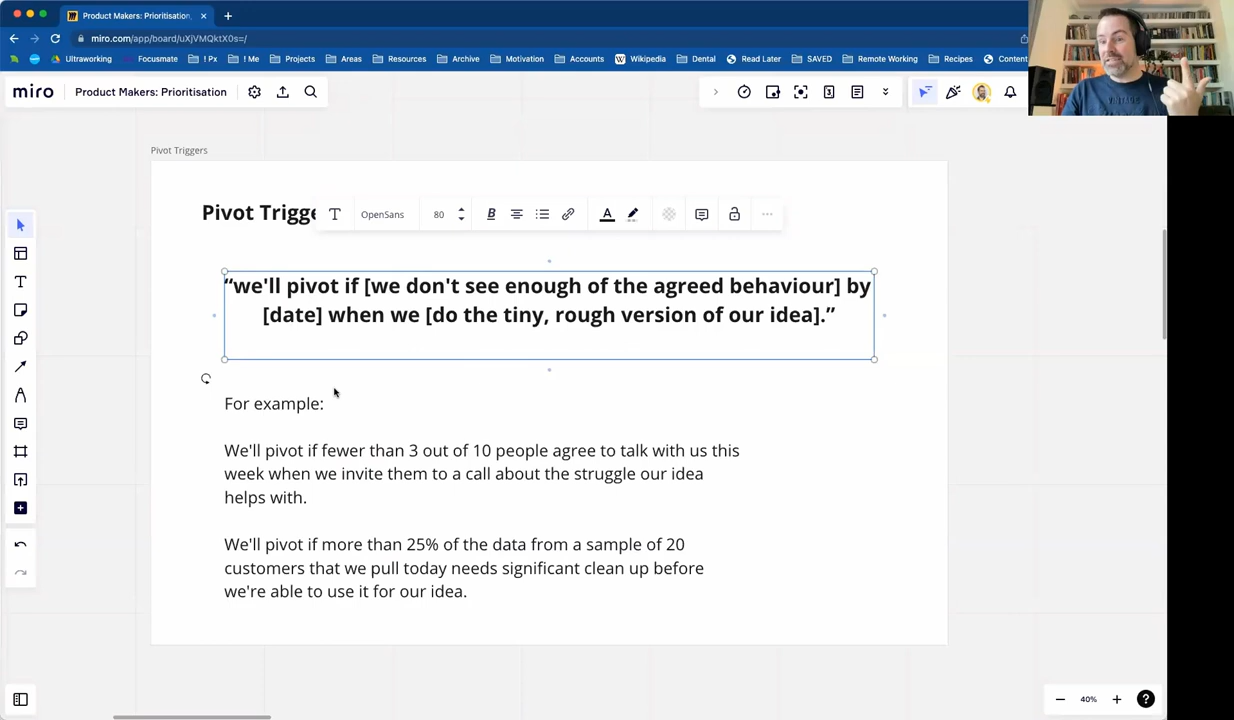 Product Makers: Prioritisation,
miro.com/app/board/uXjVMQktX0s=/
Ultraworking
Focusmate
! Px
! Me
Projects
Areas
Resources
Archive
Motivation
Accounts
Wikipedia
Dental
Read Later
SAVED
Remote Working
Recipes
Content
miro
Product Makers: Prioritisation
Pivot Triggers
Pivot Trigge
OpenSans
80
“we'll pivot if [we don't see enough of the agreed behaviour] by
[date] when we [do the tiny, rough version of our idea].”
For example:
We'll pivot if fewer than 3 out of 10 people agree to talk with us this
week when we invite them to a call about the struggle our idea
helps with.
We'll pivot if more than 25% of the data from a sample of 20
customers that we pull today needs significant clean up before
we're able to use it for our idea.
40%